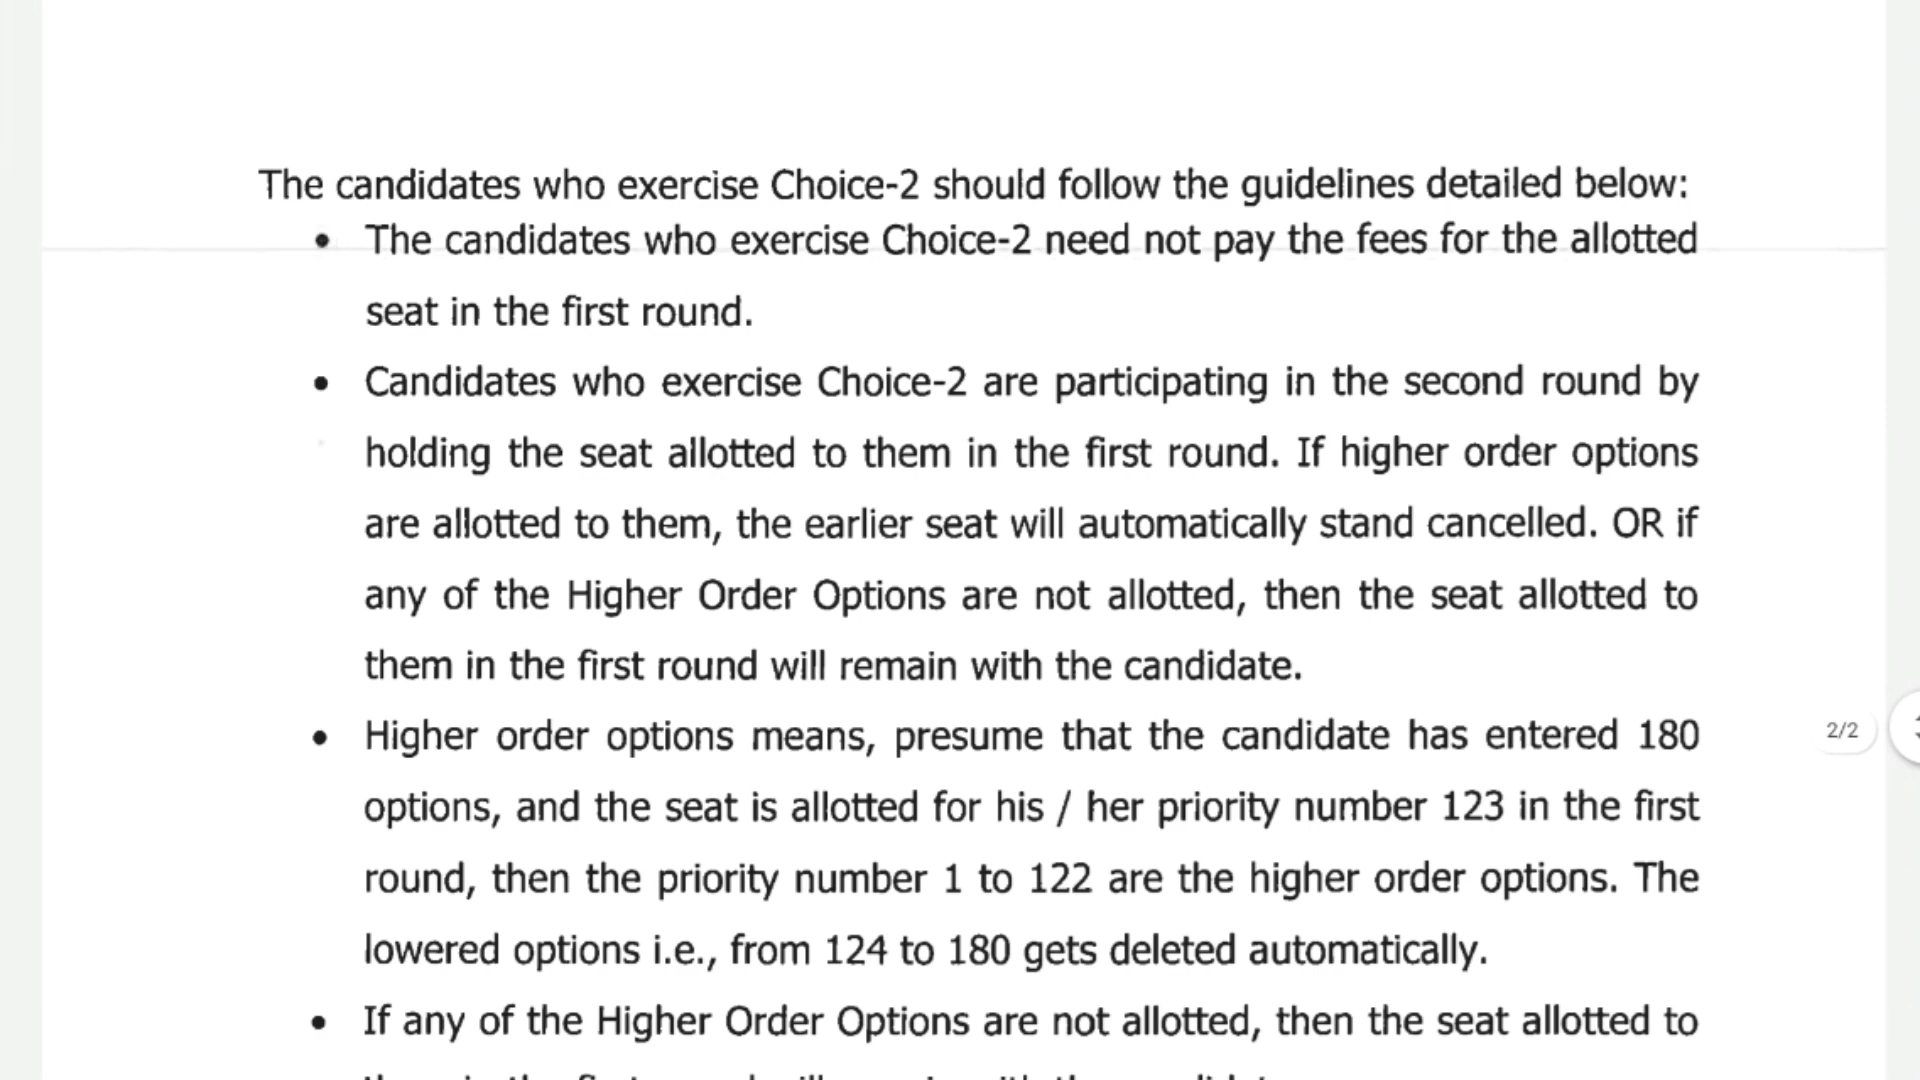 The candidates who exercise Choice-2 should follow the guidelines detailed below:
• The candidates who exercise Choice-2 need not pay the fees for the allotted
seat in the first round.
• Candidates who exercise Choice-2 are participating in the second round by
holding the seat allotted to them in the first round. If higher order options
are allotted to them, the earlier seat will automatically stand cancelled. OR if
any of the Higher Order Options are not allotted, then the seat allotted to
them in the first round will remain with the candidate.
• Higher order options means, presume that the candidate has entered 180
2/2
options, and the seat is allotted for his / her priority number 123 in the first
round, then the priority number 1 to 122 are the higher order options. The
lowered options i.e., from 124 to 180 gets deleted automatically.
• If any of the Higher Order Options are not allotted, then the seat allotted to